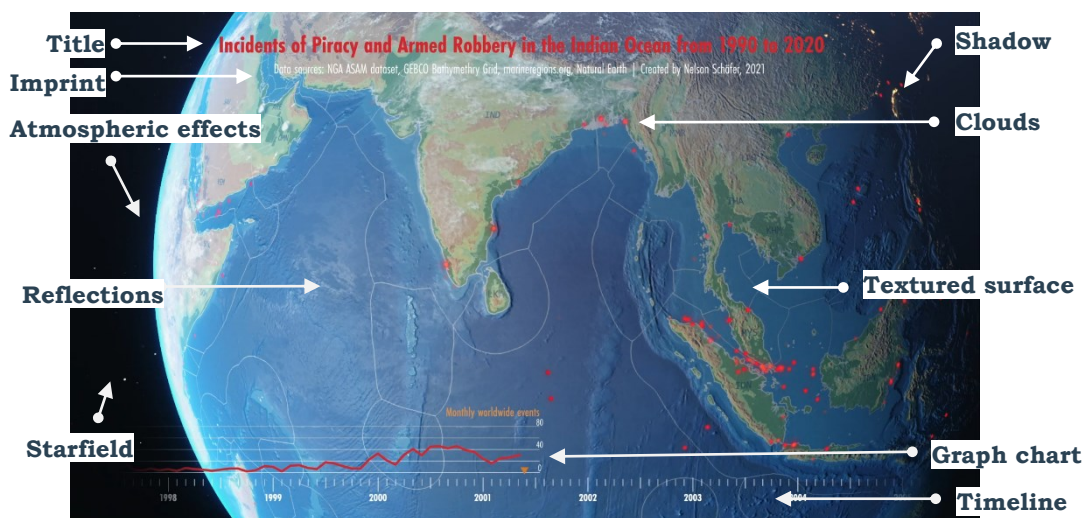 Title
Incidents of Piracy and Armed Robbery in the Indian Ocean from 1990 to 2020
Shadow
Imprint
Data sources: NGA ASAM dataset, GEBCO Bathymethry Grid, marineregions.org, Natural Earth | Created by Nelson Schäfer, 2021
Atmospheric effects
Clouds
IND
Reflections
Textured surface
Starfield
Monthly worldwide events
80
40
0
Graph chart
1998 1999 2000 2001 2002 2003 2004
Timeline